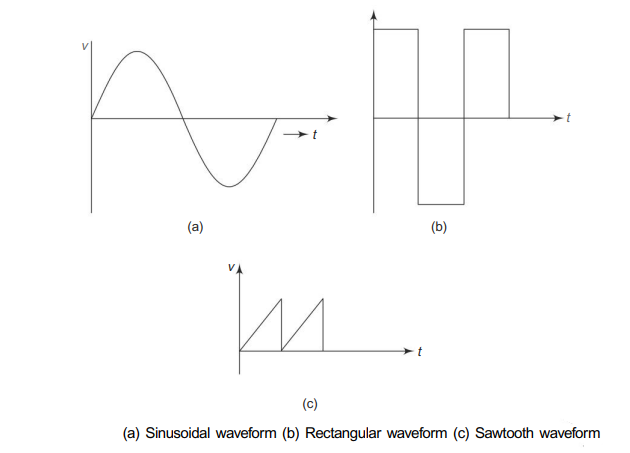 V
t
t
(a)
(b)
V
t
(c)
(a) Sinusoidal waveform (b) Rectangular waveform (c) Sawtooth waveform